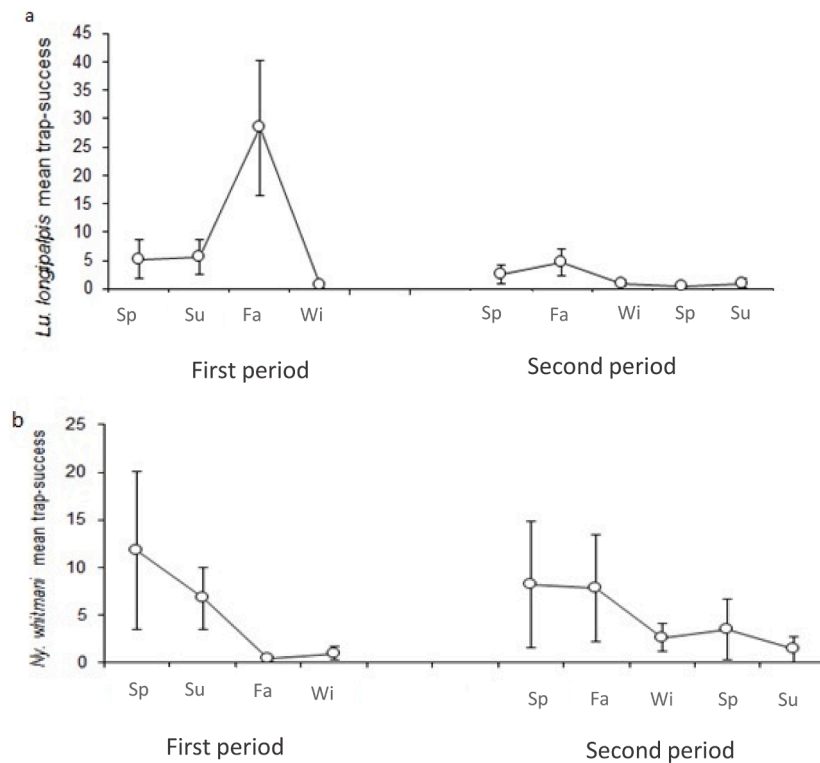 a
Lu. longipalpis mean trap-success
45
40
35
30
25
20
15
10
5
0
Sp Su Fa Wi Sp Fa Wi Sp Su
First period Second period
b
Ny. whitmani mean trap-success
25
20
15
10
5
0
Sp Su Fa Wi Sp Fa Wi Sp Su
First period Second period